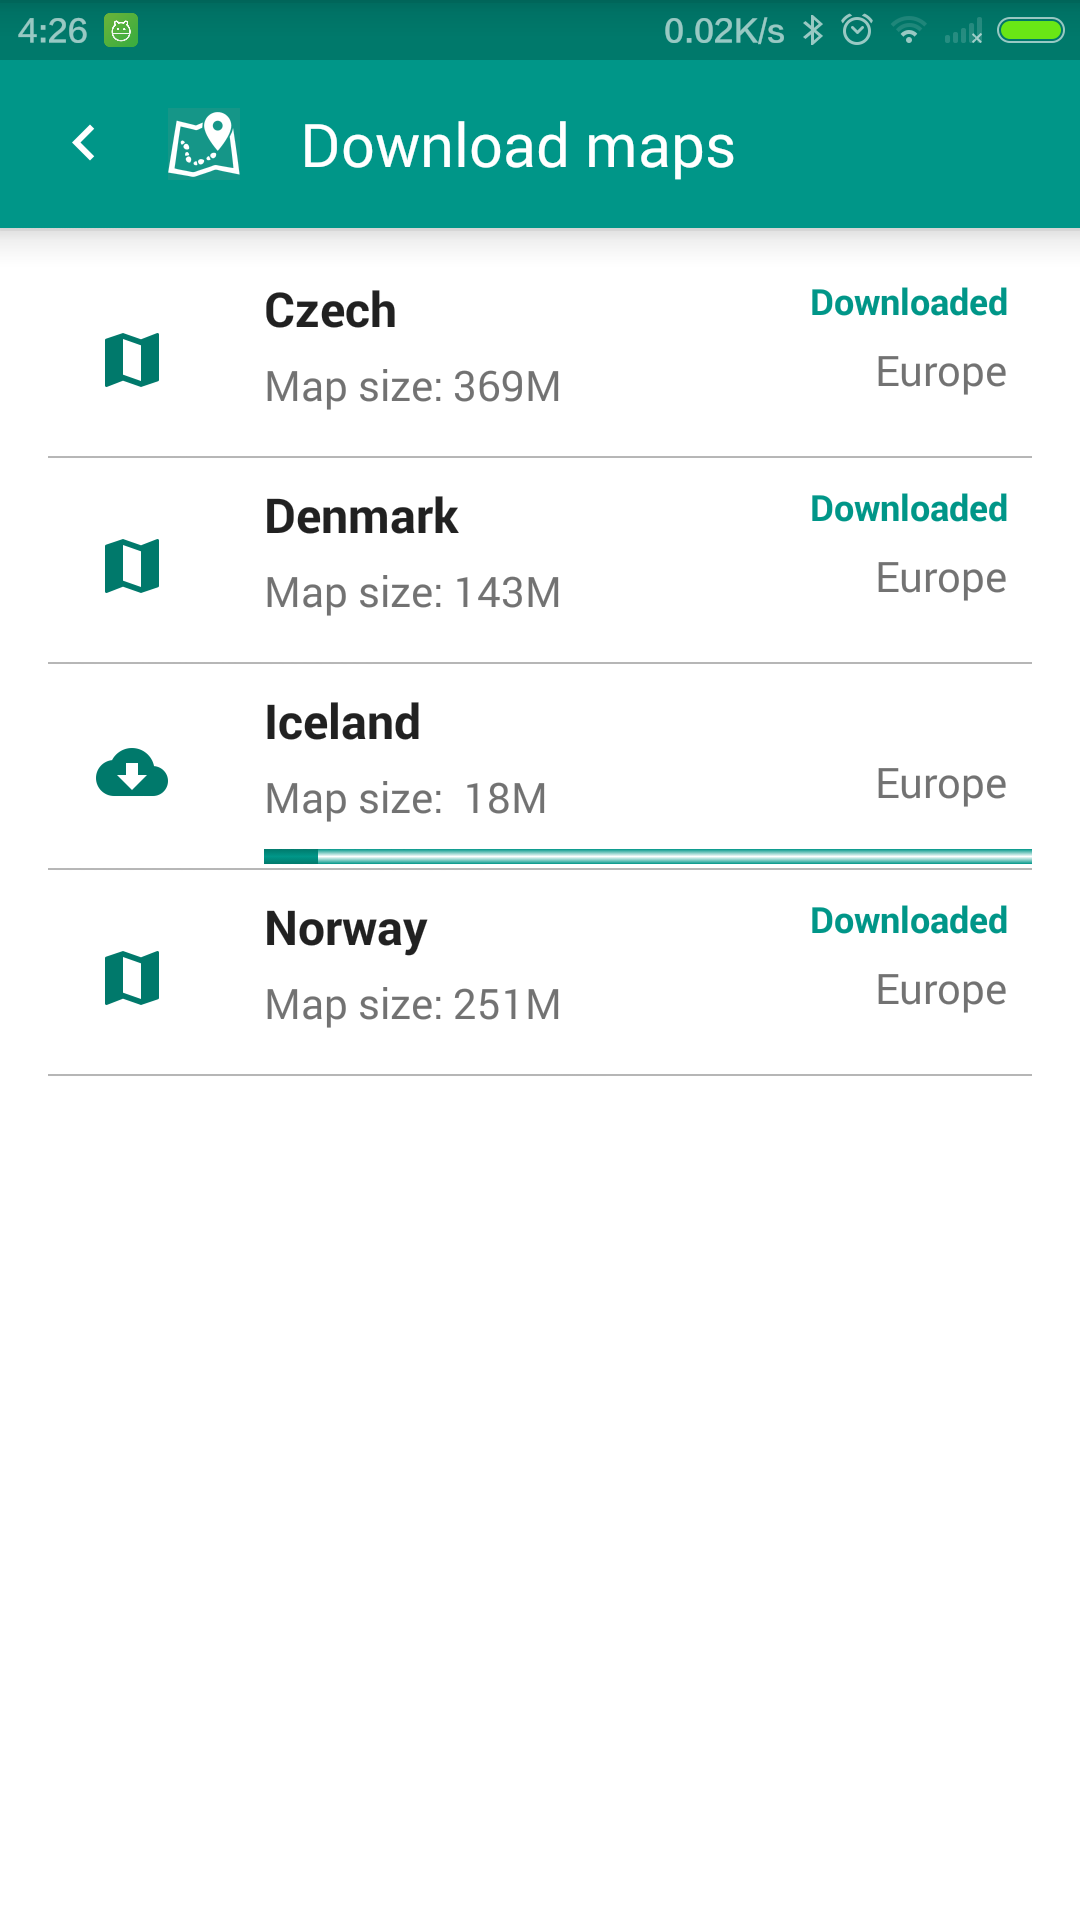 4:26 0.02K/s
Download maps
Czech Downloaded
Map size: 369M Europe
Denmark Downloaded
Map size: 143M Europe
Iceland
Map size:  18M Europe
Norway Downloaded
Map size: 251M Europe